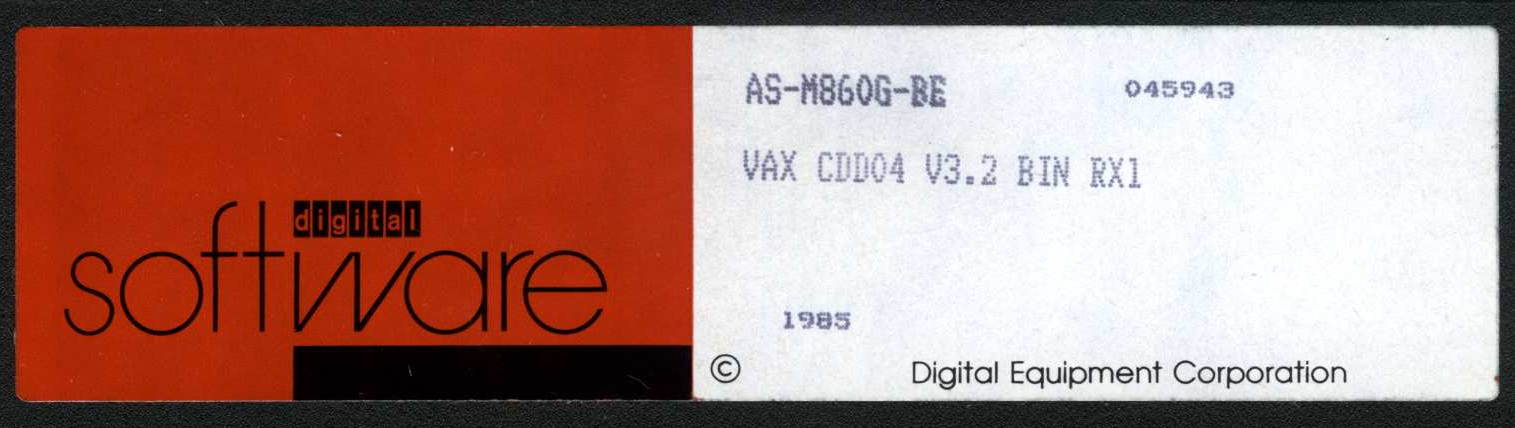 digital
software
AS-M860G-BE 045943
VAX CDD04 V3.2 BIN RX1
1985
© Digital Equipment Corporation